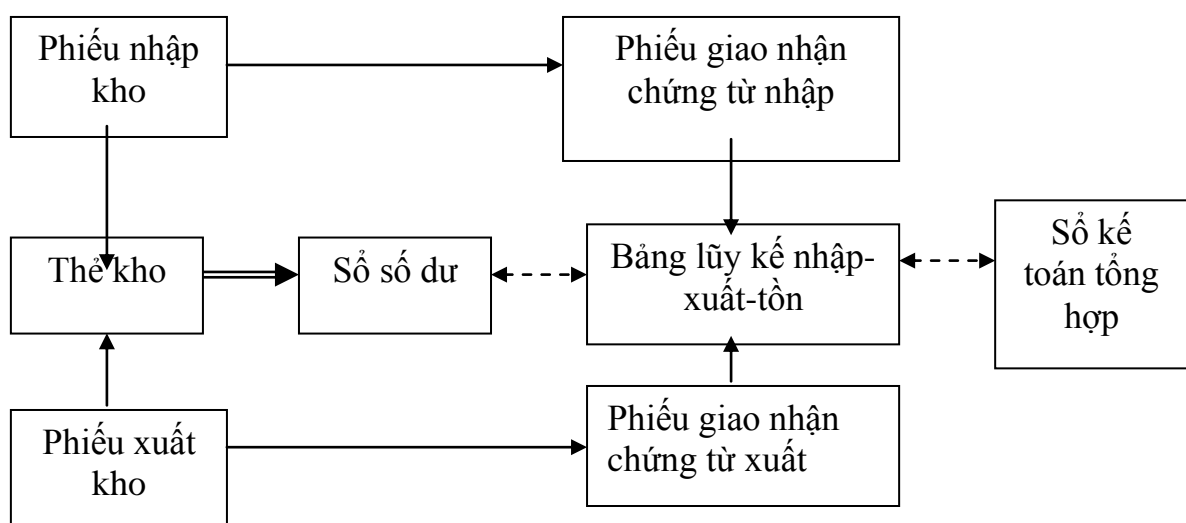 Phiếu nhập
kho
Phiếu giao nhận
chứng từ nhập
Thẻ kho
Sổ số dư
Bảng lũy kế nhập-
xuất-tồn
Sổ kế
toán tổng
hợp
Phiếu xuất
kho
Phiếu giao nhận
chứng từ xuất